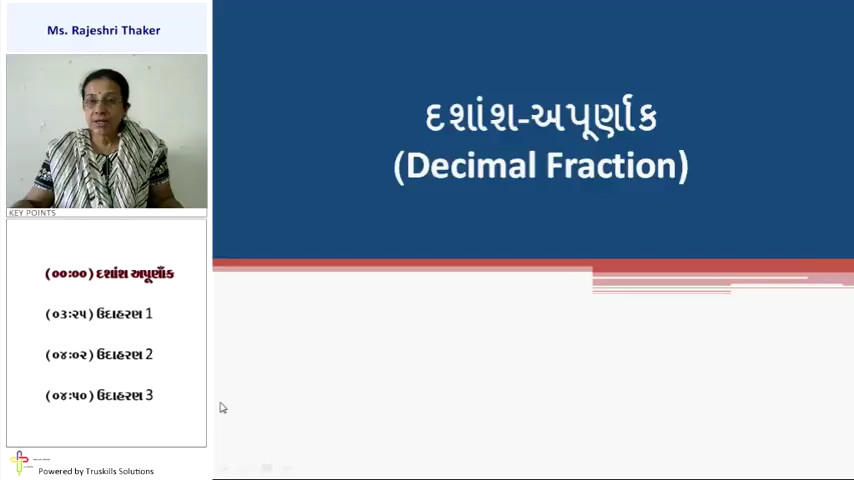 Ms. Rajeshri Thaker
દશાંશ-અપૂર્ણાંક
(Decimal Fraction)
KEY POINTS
(૦૦:૦૦) દશાંશ અપૂર્ણાંક
(૦૩:૨૫) ઉદાહરણ 1
(૦૪:૦૨) ઉદાહરણ 2
(૦૪:૫૦) ઉદાહરણ 3
Powered by Truskills Solutions